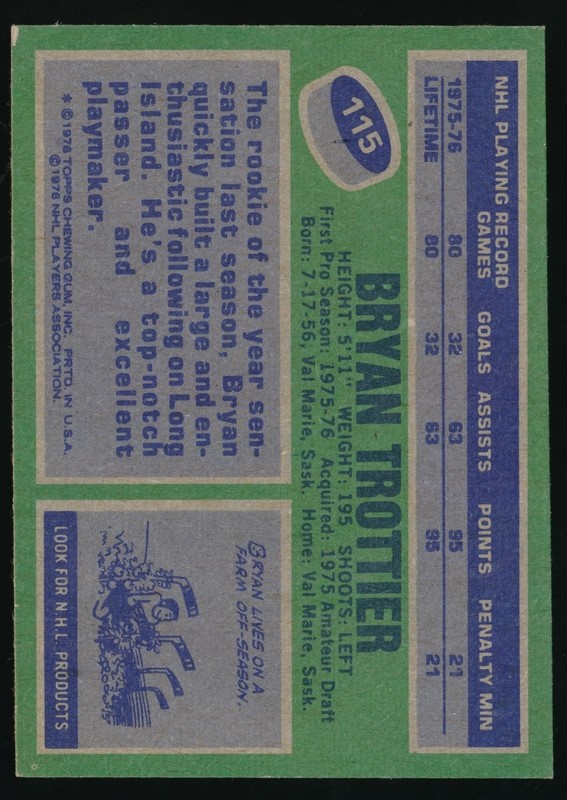 NHL PLAYING RECORD
GAMES GOALS ASSISTS POINTS PENALTY MIN
1975-76 80 32 63 95 21
LIFETIME 80 32 63 95 21
115
BRYAN TROTTIER
HEIGHT: 5'11" WEIGHT: 195 SHOOTS: LEFT
First Pro Season: 1975-76 Acquired: 1975 Amateur Draft
Born: 7-17-56, Val Marie, Sask. Home: Val Marie, Sask.
The rookie of the year sen-
sation last season, Bryan
quickly built a large and en-
thusiastic following on Long
Island. He's a top-notch
passer and excellent
playmaker.
* ©1976 TOPPS CHEWING GUM, INC. PRTD. IN U.S.A.
©1976 NHL PLAYERS ASSOCIATION.
BRYAN LIVES ON A
FARM OFF-SEASON.
LOOK FOR N.H.L. PRODUCTS